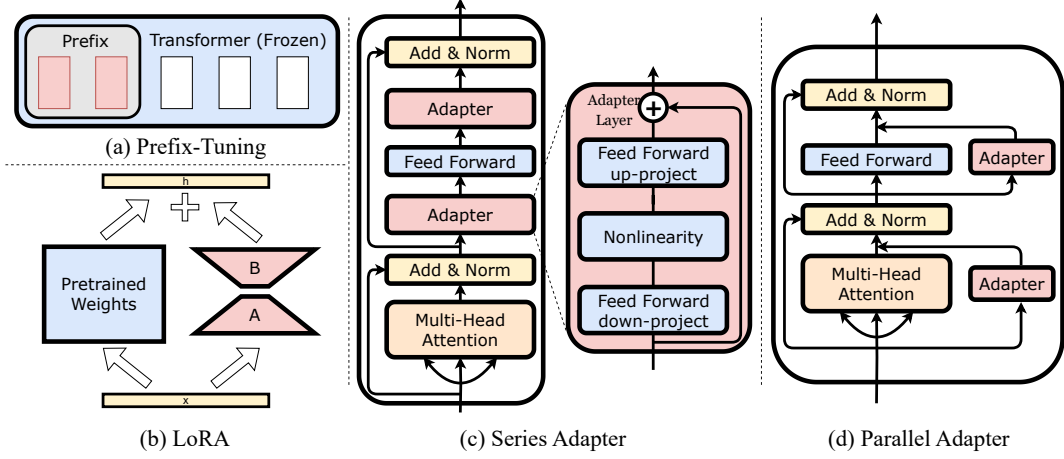 Prefix
Transformer (Frozen)
(a) Prefix-Tuning
h
Pretrained
Weights
B
A
x
(b) LoRA
Add & Norm
Adapter
Feed Forward
Adapter
Add & Norm
Multi-Head
Attention
Adapter
Layer
Feed Forward
up-project
Nonlinearity
Feed Forward
down-project
(c) Series Adapter
Add & Norm
Feed Forward
Adapter
Add & Norm
Multi-Head
Attention
Adapter
(d) Parallel Adapter